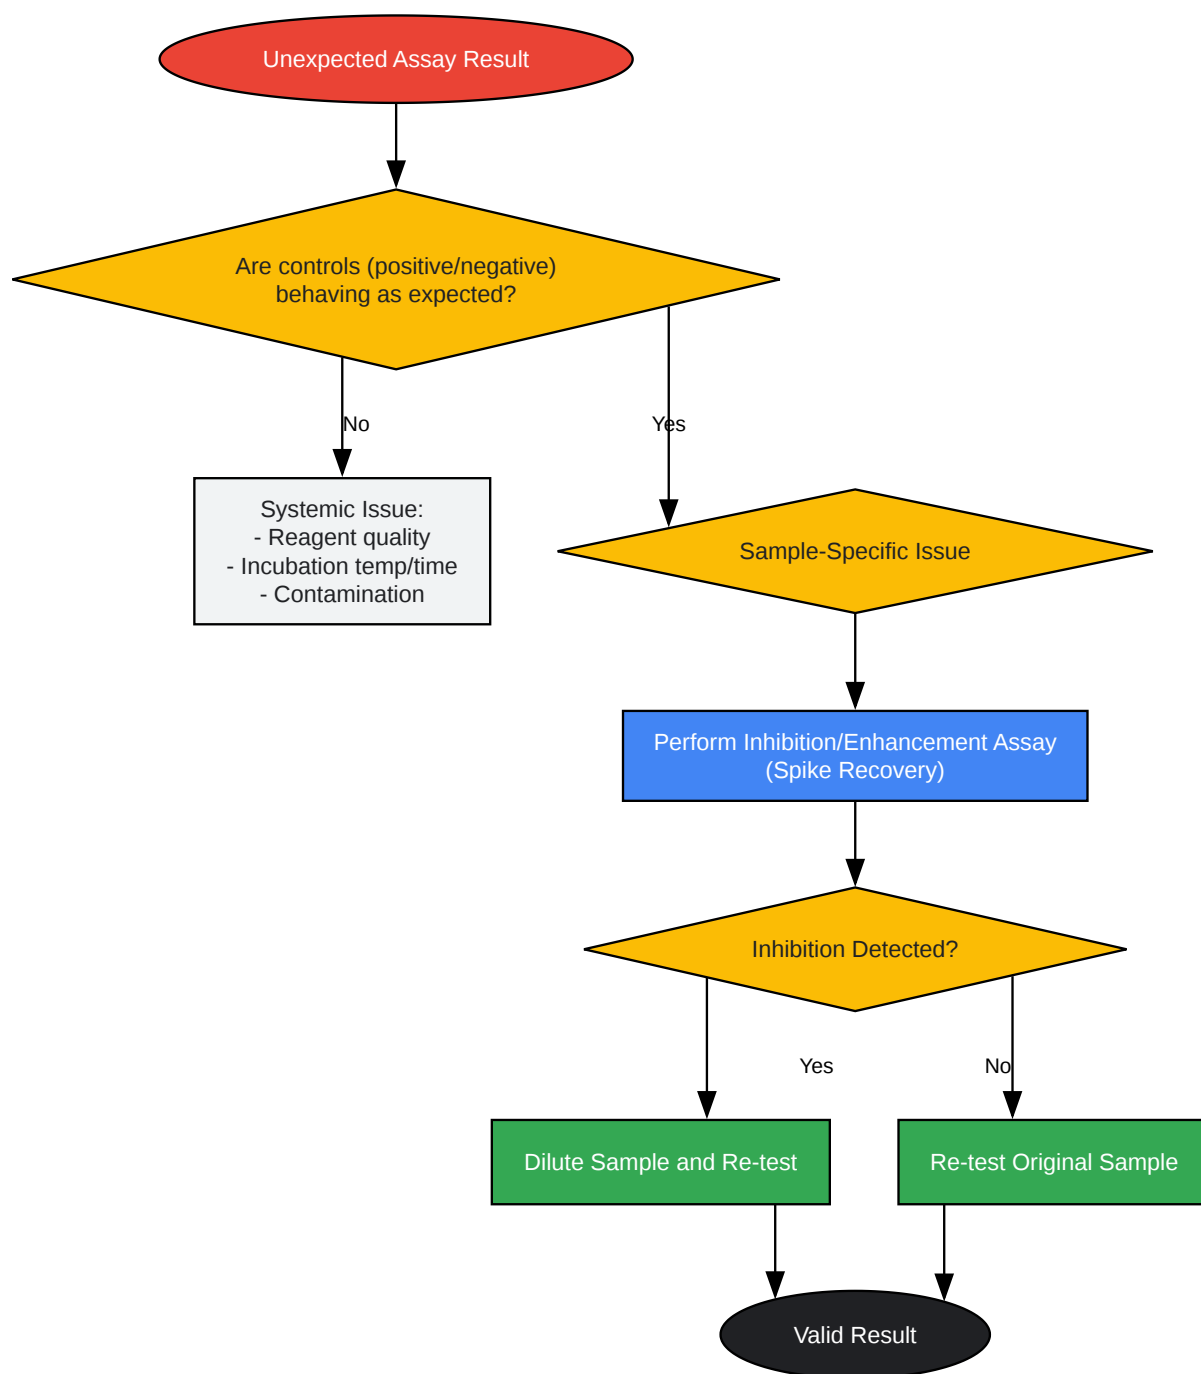 Unexpected Assay Result
Are controls (positive/negative)
behaving as expected?
No
Yes
Systemic Issue:
- Reagent quality
- Incubation temp/time
- Contamination
Sample-Specific Issue
Perform Inhibition/Enhancement Assay
(Spike Recovery)
Inhibition Detected?
Yes
No
Dilute Sample and Re-test
Re-test Original Sample
Valid Result